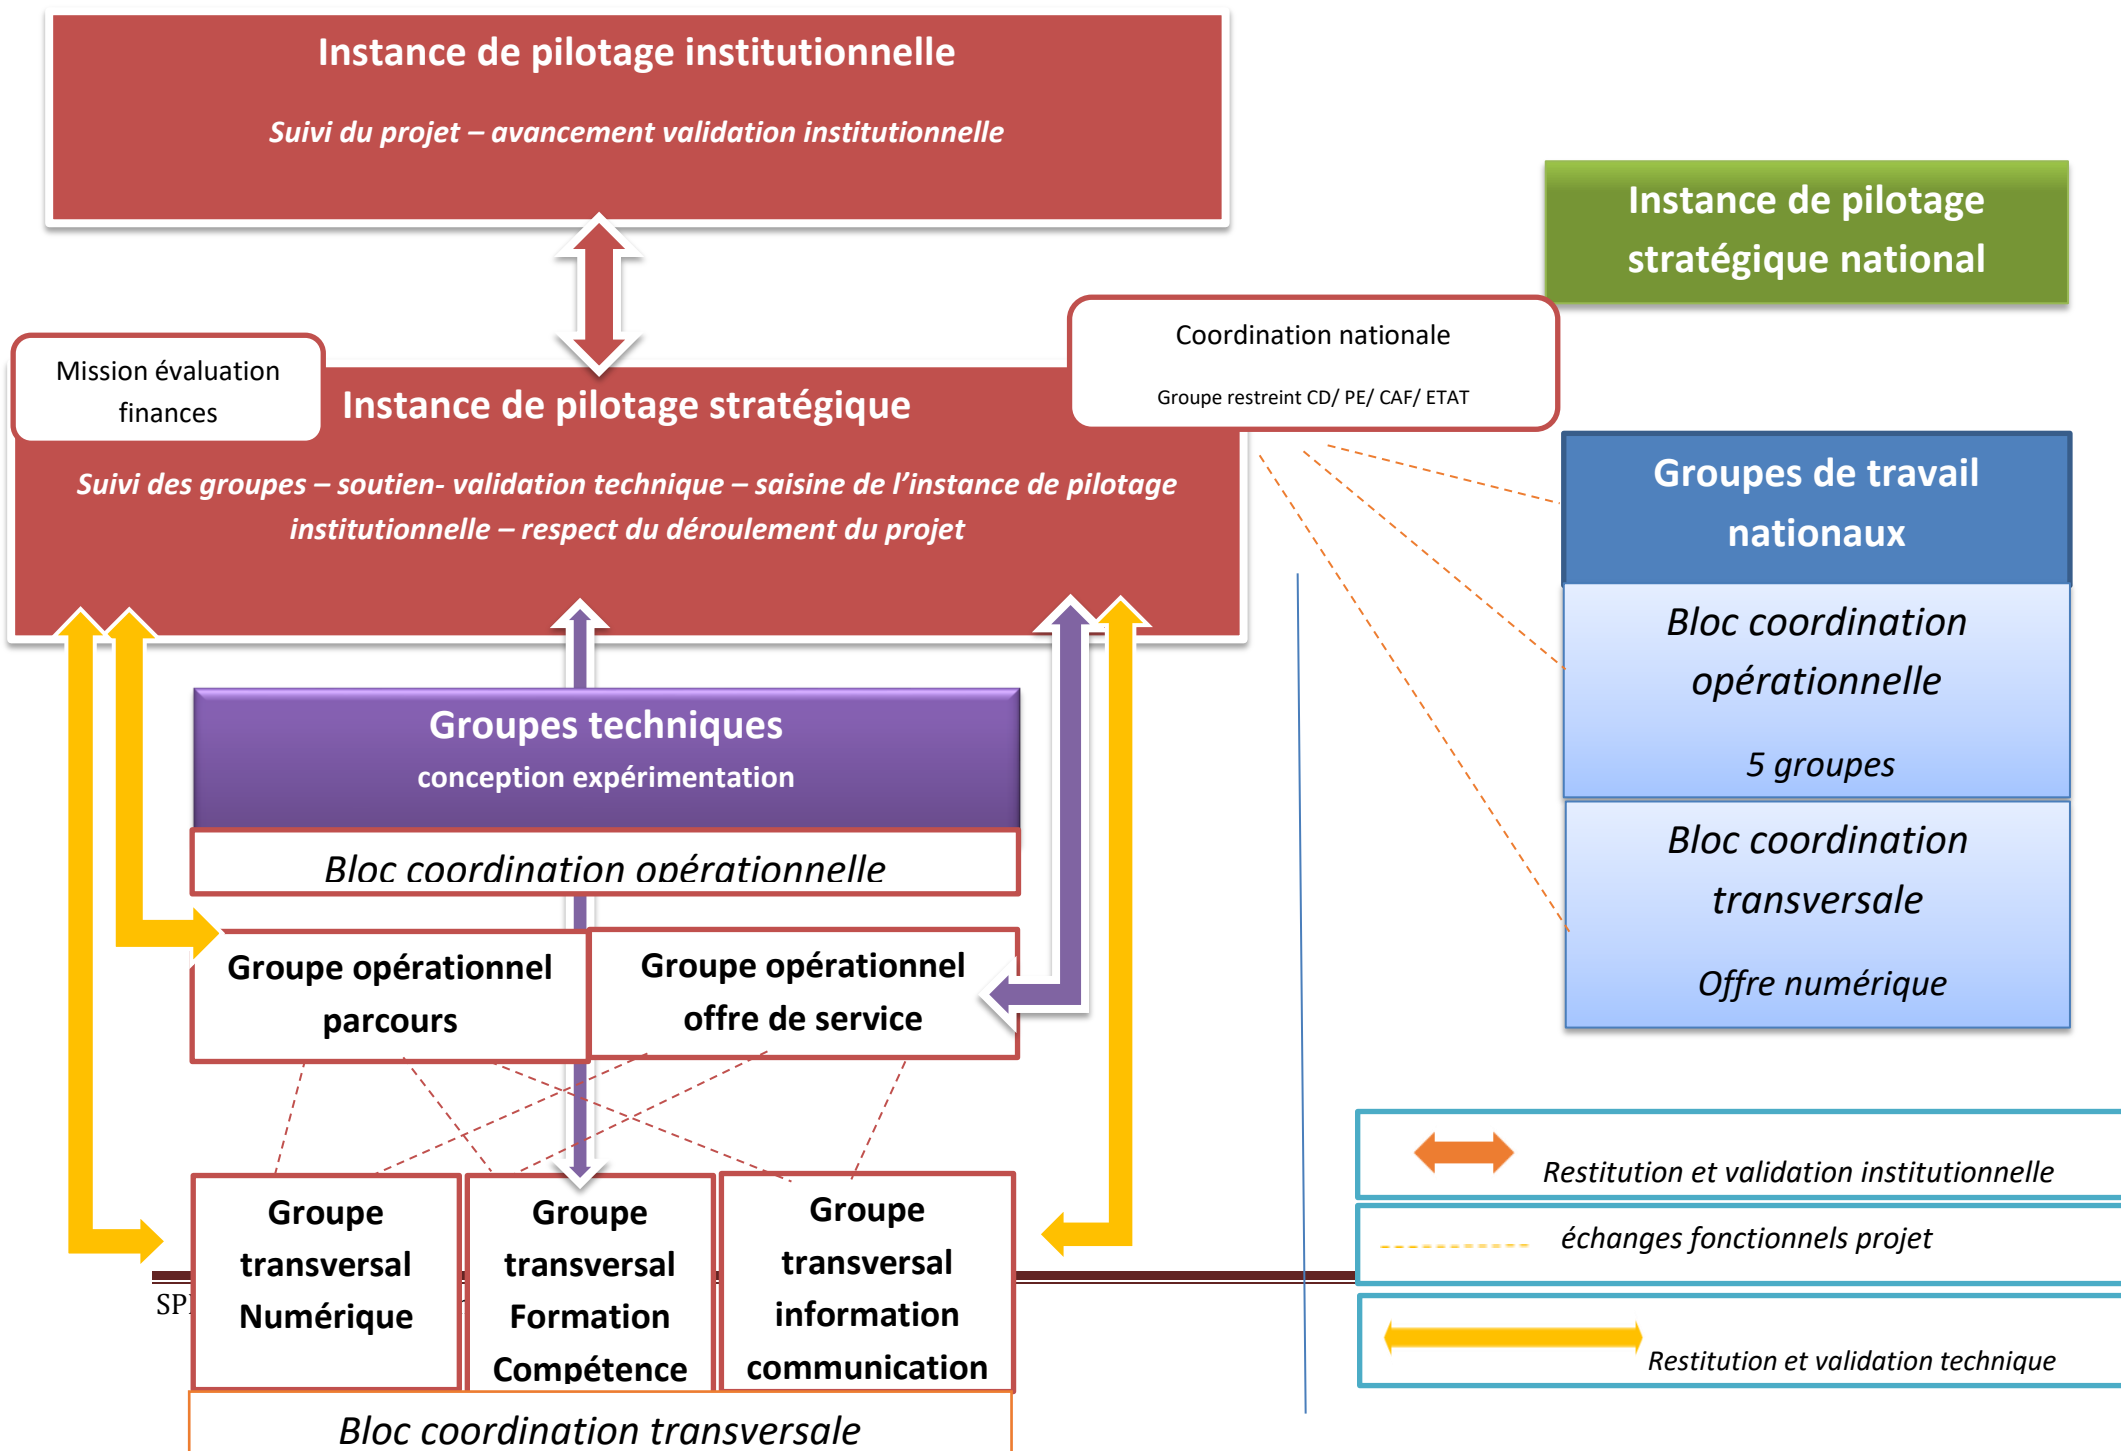 Instance de pilotage institutionnelle
Suivi du projet – avancement validation institutionnelle
Instance de pilotage
stratégique national
Coordination nationale
Groupe restreint CD/ PE/ CAF/ ETAT
Mission évaluation
finances
Instance de pilotage stratégique
Suivi des groupes – soutien- validation technique – saisine de l’instance de pilotage
institutionnelle – respect du déroulement du projet
Groupes de travail
nationaux
Bloc coordination
opérationnelle
5 groupes
Bloc coordination
transversale
Offre numérique
Groupes techniques
conception expérimentation
Bloc coordination opérationnelle
Groupe opérationnel
parcours
Groupe opérationnel
offre de service
Groupe
transversal
Numérique
Groupe
transversal
Formation
Compétence
Groupe
transversal
information
communication
Bloc coordination transversale
Restitution et validation institutionnelle
échanges fonctionnels projet
Restitution et validation technique